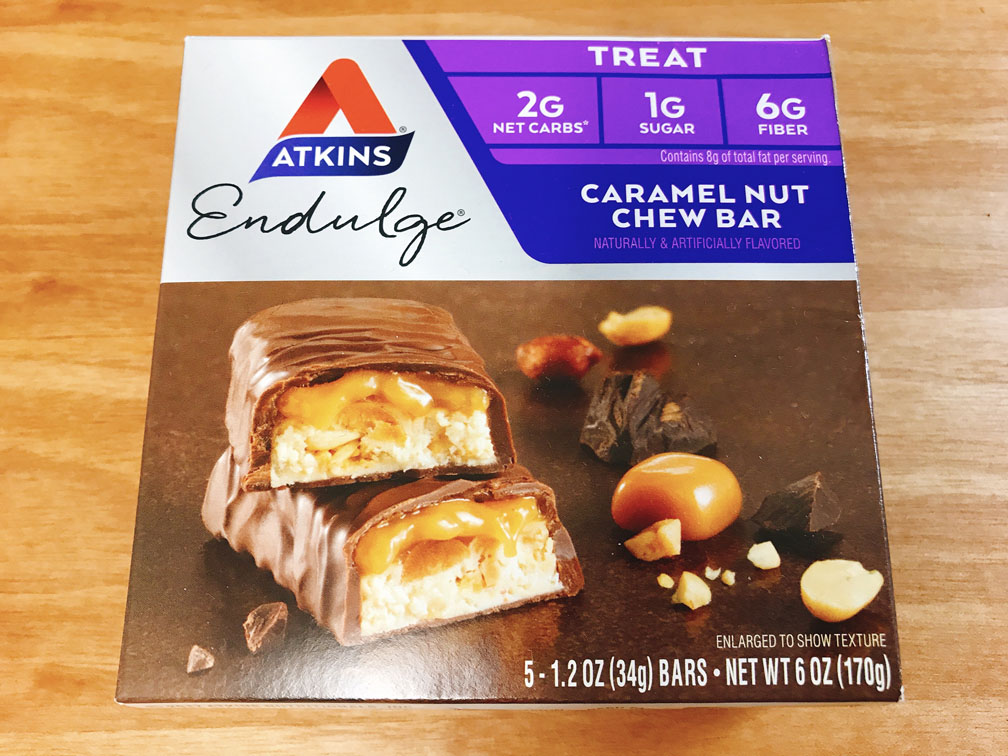 ATKINS®
Endulge®
TREAT
2G
NET CARBS*
1G
SUGAR
6G
FIBER
Contains 8g of total fat per serving.
CARAMEL NUT
CHEW BAR
NATURALLY & ARTIFICIALLY FLAVORED
ENLARGED TO SHOW TEXTURE
5 - 1.2 OZ (34g) BARS • NET WT 6 OZ (170g)